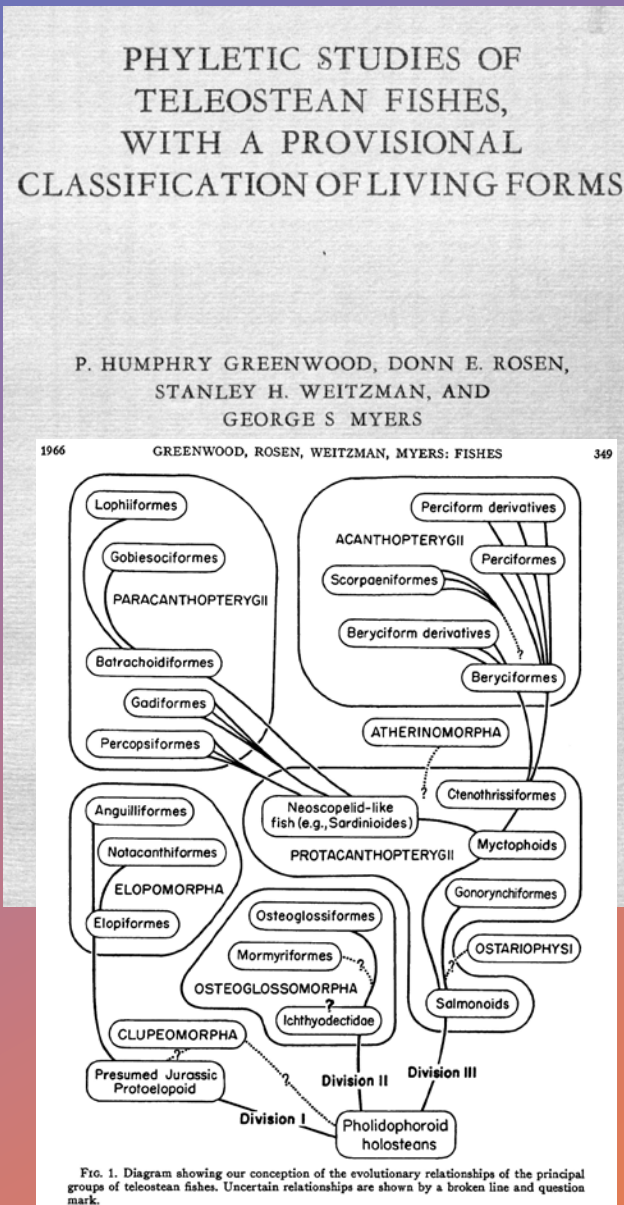 PHYLETIC STUDIES OF
TELEOSTEAN FISHES,
WITH A PROVISIONAL
CLASSIFICATION OF LIVING FORMS
P. HUMPHRY GREENWOOD, DONN E. ROSEN,
STANLEY H. WEITZMAN, AND
GEORGE S MYERS
1966 GREENWOOD, ROSEN, WEITZMAN, MYERS: FISHES 349
Lophiiformes
Gobiesociformes
PARACANTHOPTERYGII
Batrachoidiformes
Gadiformes
Percopsiformes
Perciform derivatives
ACANTHOPTERYGII
Perciformes
Scorpaeniformes
Beryciform derivatives
?
Beryciformes
ATHERINOMORPHA
?
Ctenothrissiformes
Neoscopelid-like
fish (e.g., Sardinioides)
Myctophoids
PROTACANTHOPTERYGII
Gonorynchiformes
OSTARIOPHYSI
?
Salmonoids
Anguilliformes
Notacanthiformes
ELOPOMORPHA
Elopiformes
Osteoglossiformes
Mormyriformes
?
OSTEOGLOSSOMORPHA
?
Ichthyodectidae
CLUPEOMORPHA
?
?
Presumed Jurassic
Protoelopoid
Division I
Division II
Division III
Pholidophoroid
holosteans
FIG. 1. Diagram showing our conception of the evolutionary relationships of the principal
groups of teleostean fishes. Uncertain relationships are shown by a broken line and question
mark.